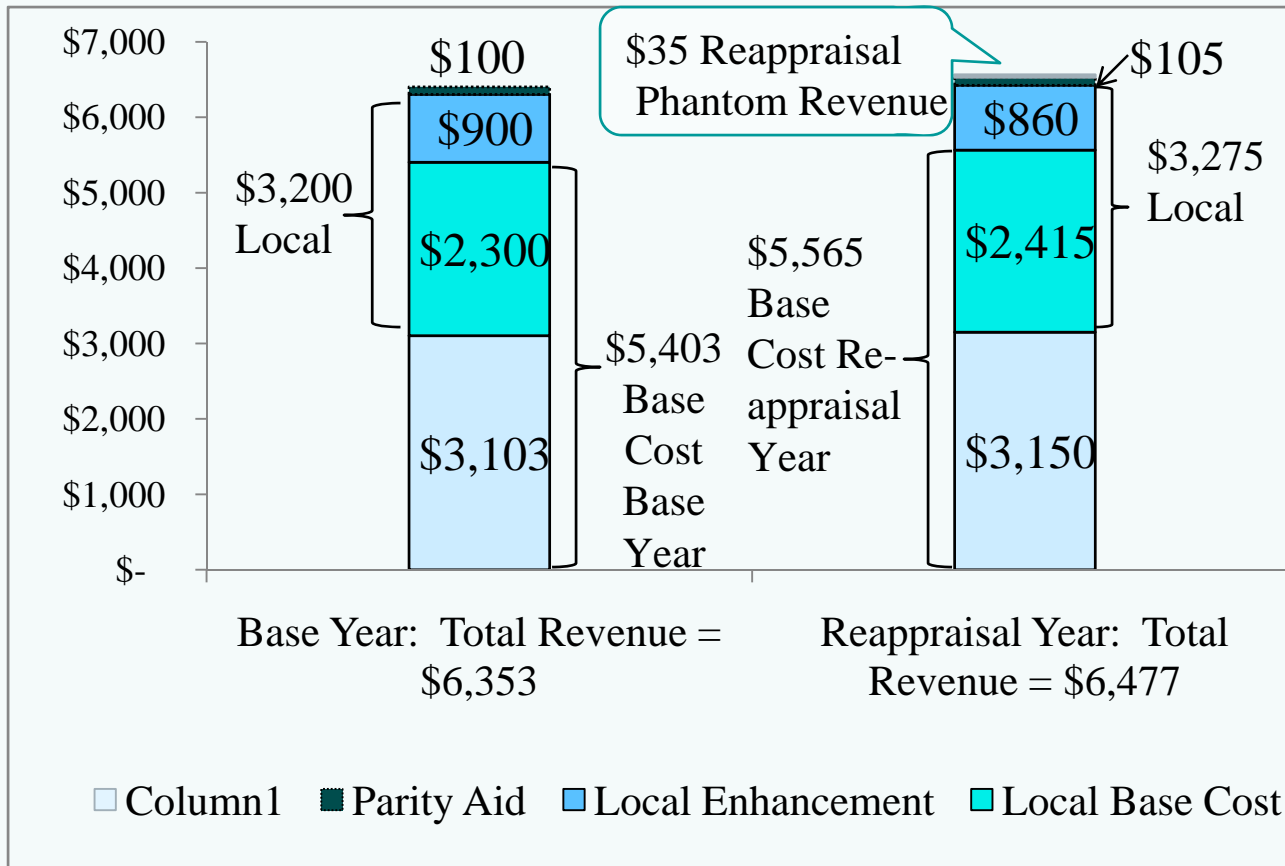 $7,000
$6,000
$5,000
$4,000
$3,000
$2,000
$1,000
$-
$100
$900
$2,300
$3,103
$3,200
Local
$5,403
Base
Cost
Base
Year
$35 Reappraisal
Phantom Revenue
$105
$860
$2,415
$3,150
$3,275
Local
$5,565
Base
Cost Re-
appraisal
Year
Base Year: Total Revenue =
$6,353
Reappraisal Year: Total
Revenue = $6,477
Column1
Parity Aid
Local Enhancement
Local Base Cost